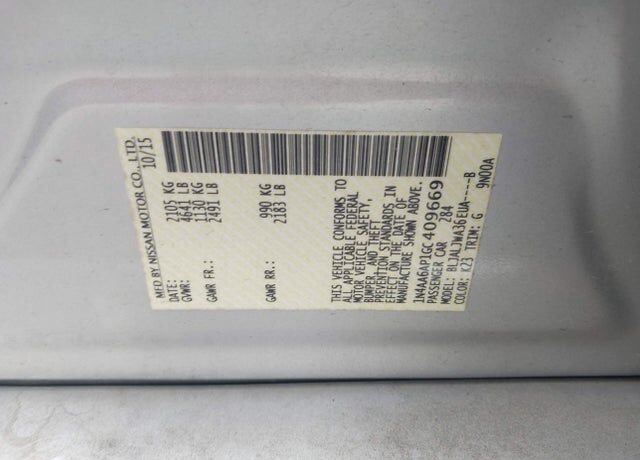 MFD BY NISSAN MOTOR CO., LTD.
DATE: 10/15
GVWR: 2105 KG
4641 LB
GAWR FR: 1130 KG
2491 LB
GAWR RR: 990 KG
2183 LB
THIS VEHICLE CONFORMS TO
ALL APPLICABLE FEDERAL
MOTOR VEHICLE SAFETY,
BUMPER, AND THEFT
PREVENTION STANDARDS IN
EFFECT ON THE DATE OF
MANUFACTURE SHOWN ABOVE.
1N4AA6AP1GC409669
PASSENGER CAR 284
MODEL: BLJALJWA36EUA----B
COLOR: K23 TRIM: G 9N00A